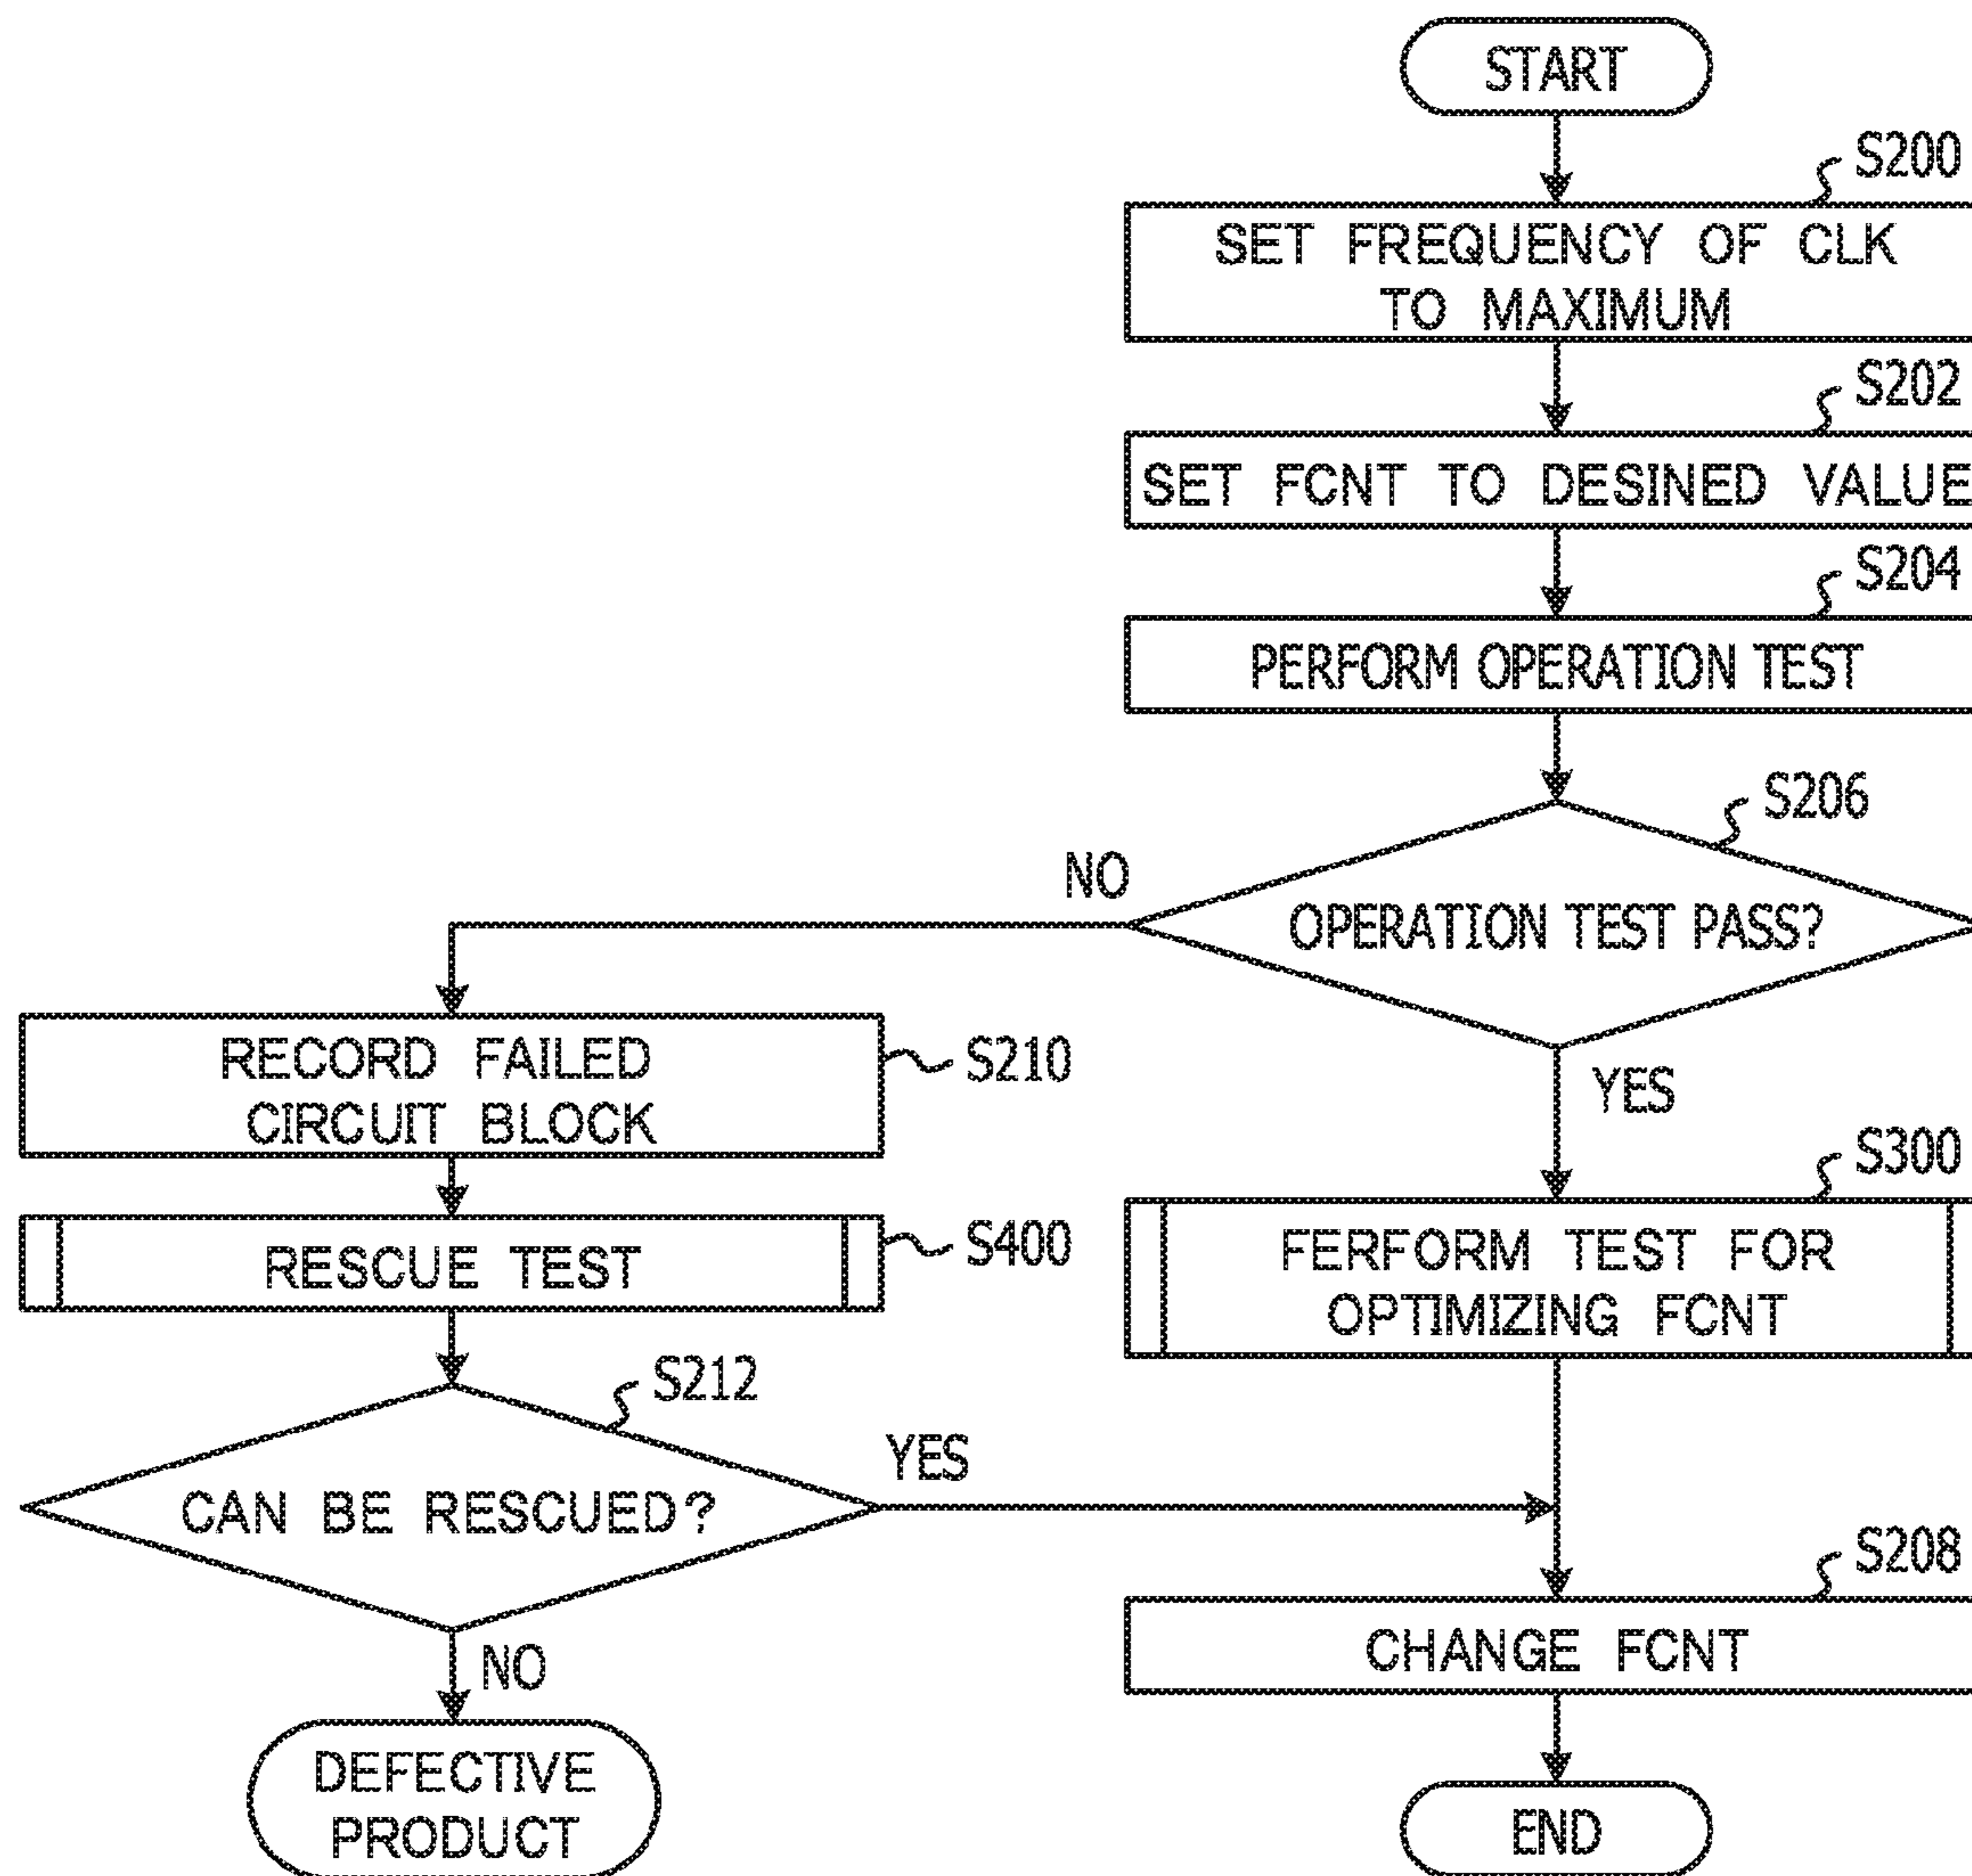 START
S200
SET FREQUENCY OF CLK
TO MAXIMUM
S202
SET FCNT TO DESINED VALUE
S204
PERFORM OPERATION TEST
S206
NO
OPERATION TEST PASS?
YES
RECORD FAILED
CIRCUIT BLOCK
S210
S300
FERFORM TEST FOR
OPTIMIZING FCNT
RESCUE TEST
S400
S212
YES
CAN BE RESCUED?
NO
S208
CHANGE FCNT
DEFECTIVE
PRODUCT
END